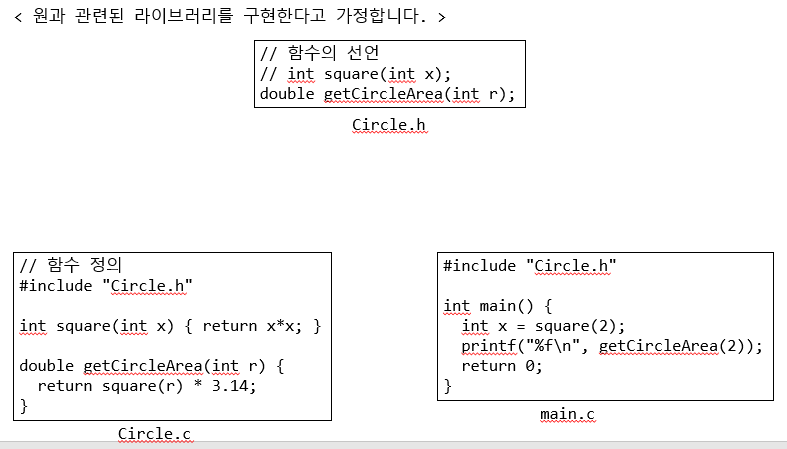 < 원과 관련된 라이브러리를 구현한다고 가정합니다. >
// 함수의 선언
// int square(int x);
double getCircleArea(int r);
Circle.h
// 함수 정의
#include "Circle.h"
int square(int x) { return x*x; }
double getCircleArea(int r) {
return square(r) * 3.14;
}
Circle.c
#include "Circle.h"
int main() {
int x = square(2);
printf("%f\n", getCircleArea(2));
return 0;
}
main.c